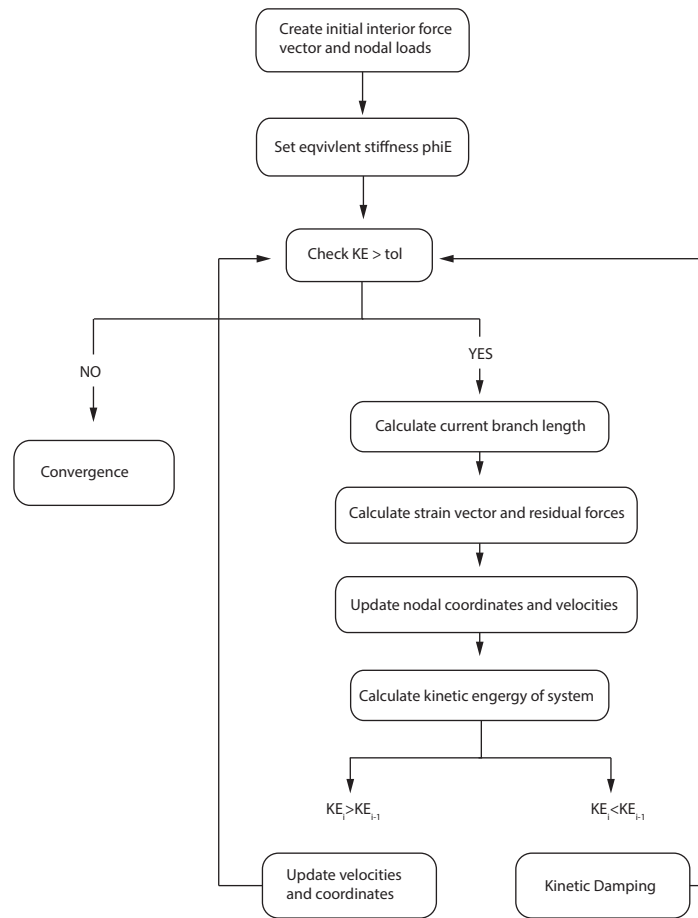 Create initial interior force
vector and nodal loads
Set eqvivlent stiffness phiE
Check KE > tol
NO
YES
Convergence
Calculate current branch length
Calculate strain vector and residual forces
Update nodal coordinates and velocities
Calculate kinetic engergy of system
KEi>KEi-1
KEi<KEi-1
Update velocities
and coordinates
Kinetic Damping